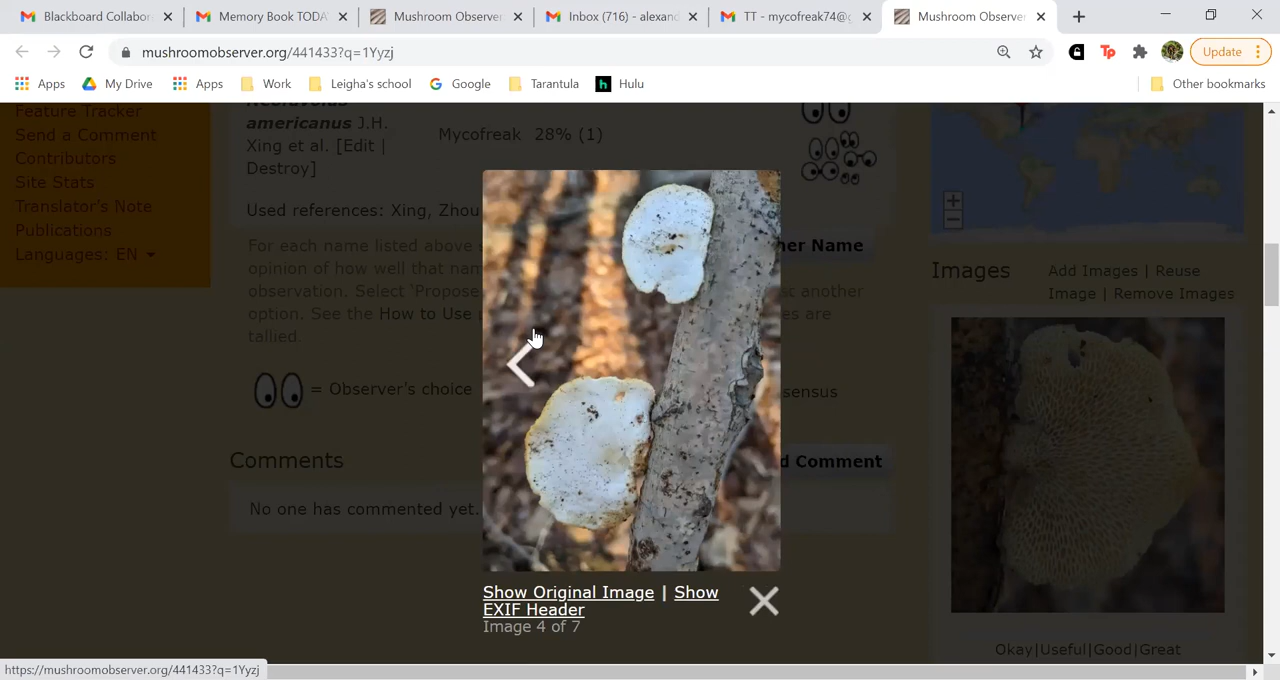 Blackboard Collabor
Memory Book TODA
Mushroom Observer
Inbox (716) - alexand
TT - mycofreak74@g
Mushroom Observer
mushroomobserver.org/441433?q=1Yyzj
Update
Apps
My Drive
Apps
Work
Leigha's school
Google
Tarantula
Hulu
Other bookmarks
Feature Tracker
Send a Comment
Contributors
Site Stats
Translator's Note
Publications
Languages: EN
Neofavolus
americanus J.H.
Xing et al. [Edit |
Destroy]
Mycofreak 28% (1)
Used references: Xing, Zhou
For each name listed above s
opinion of how well that nam
observation. Select 'Propose
option. See the How to Use
tallied.
her Name
st another
es are
= Observer's choice
sensus
Comments
d Comment
No one has commented yet.
Show Original Image | Show
EXIF Header
Image 4 of 7
Images
Add Images | Reuse
Image | Remove Images
Okay|Useful|Good|Great
https://mushroomobserver.org/441433?q=1Yyzj